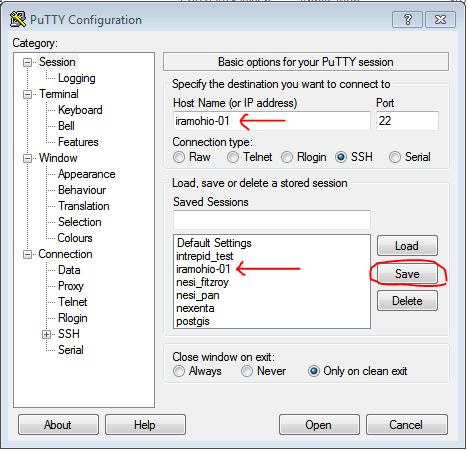 PuTTY Configuration
Category:
Session
Logging
Terminal
Keyboard
Bell
Features
Window
Appearance
Behaviour
Translation
Selection
Colours
Connection
Data
Proxy
Telnet
Rlogin
SSH
Serial
Basic options for your PuTTY session
Specify the destination you want to connect to
Host Name (or IP address) Port
iramohio-01 22
Connection type:
Raw Telnet Rlogin SSH Serial
Load, save or delete a stored session
Saved Sessions
Default Settings
intrepid_test
iramohio-01
nesi_fitzroy
nesi_pan
nexenta
postgis
Load
Save
Delete
Close window on exit:
Always Never Only on clean exit
About Help Open Cancel